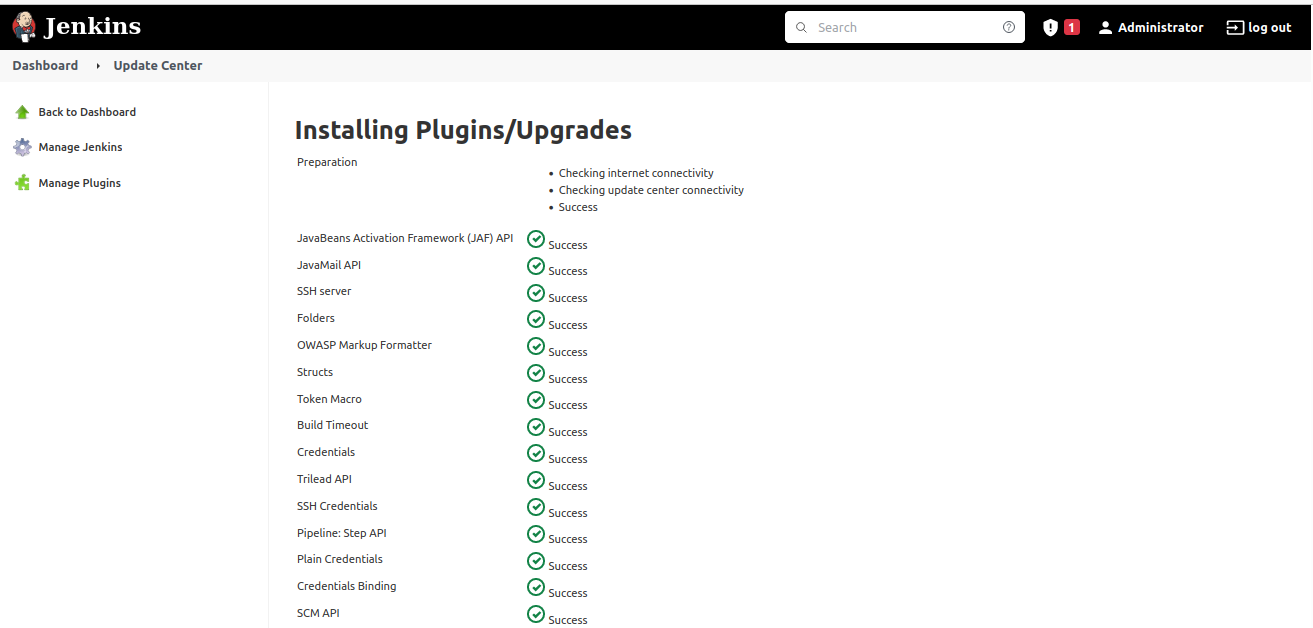 Jenkins
Search
1
Administrator
log out
Dashboard
Update Center
Back to Dashboard
Manage Jenkins
Manage Plugins
Installing Plugins/Upgrades
Preparation
Checking internet connectivity
Checking update center connectivity
Success
JavaBeans Activation Framework (JAF) API Success
JavaMail API Success
SSH server Success
Folders Success
OWASP Markup Formatter Success
Structs Success
Token Macro Success
Build Timeout Success
Credentials Success
Trilead API Success
SSH Credentials Success
Pipeline: Step API Success
Plain Credentials Success
Credentials Binding Success
SCM API Success